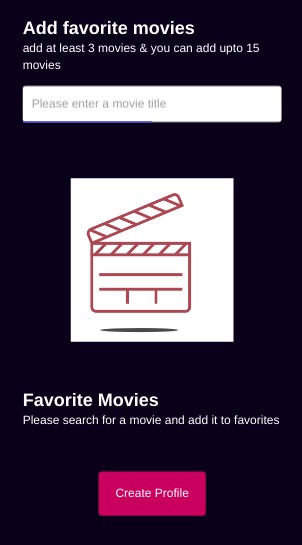 Add favorite movies
add at least 3 movies & you can add upto 15
movies
Please enter a movie title
Favorite Movies
Please search for a movie and add it to favorites
Create Profile